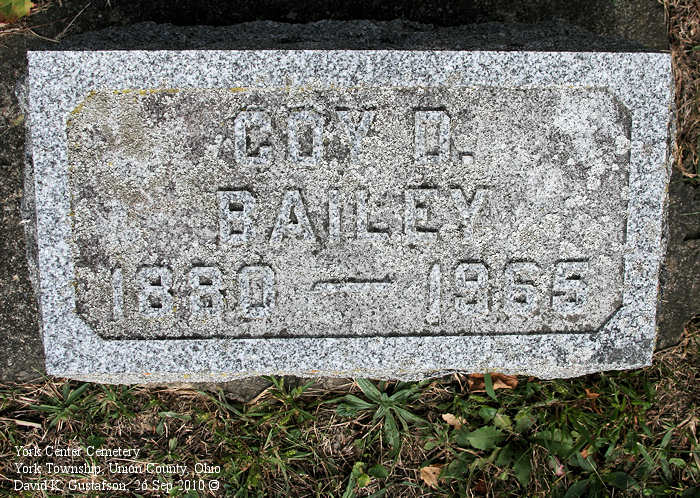 COY D.
BAILEY
1880 — 1965
York Center Cemetery
York Township, Union County, Ohio
David K. Gustafson, 26 Sep 2010 ©